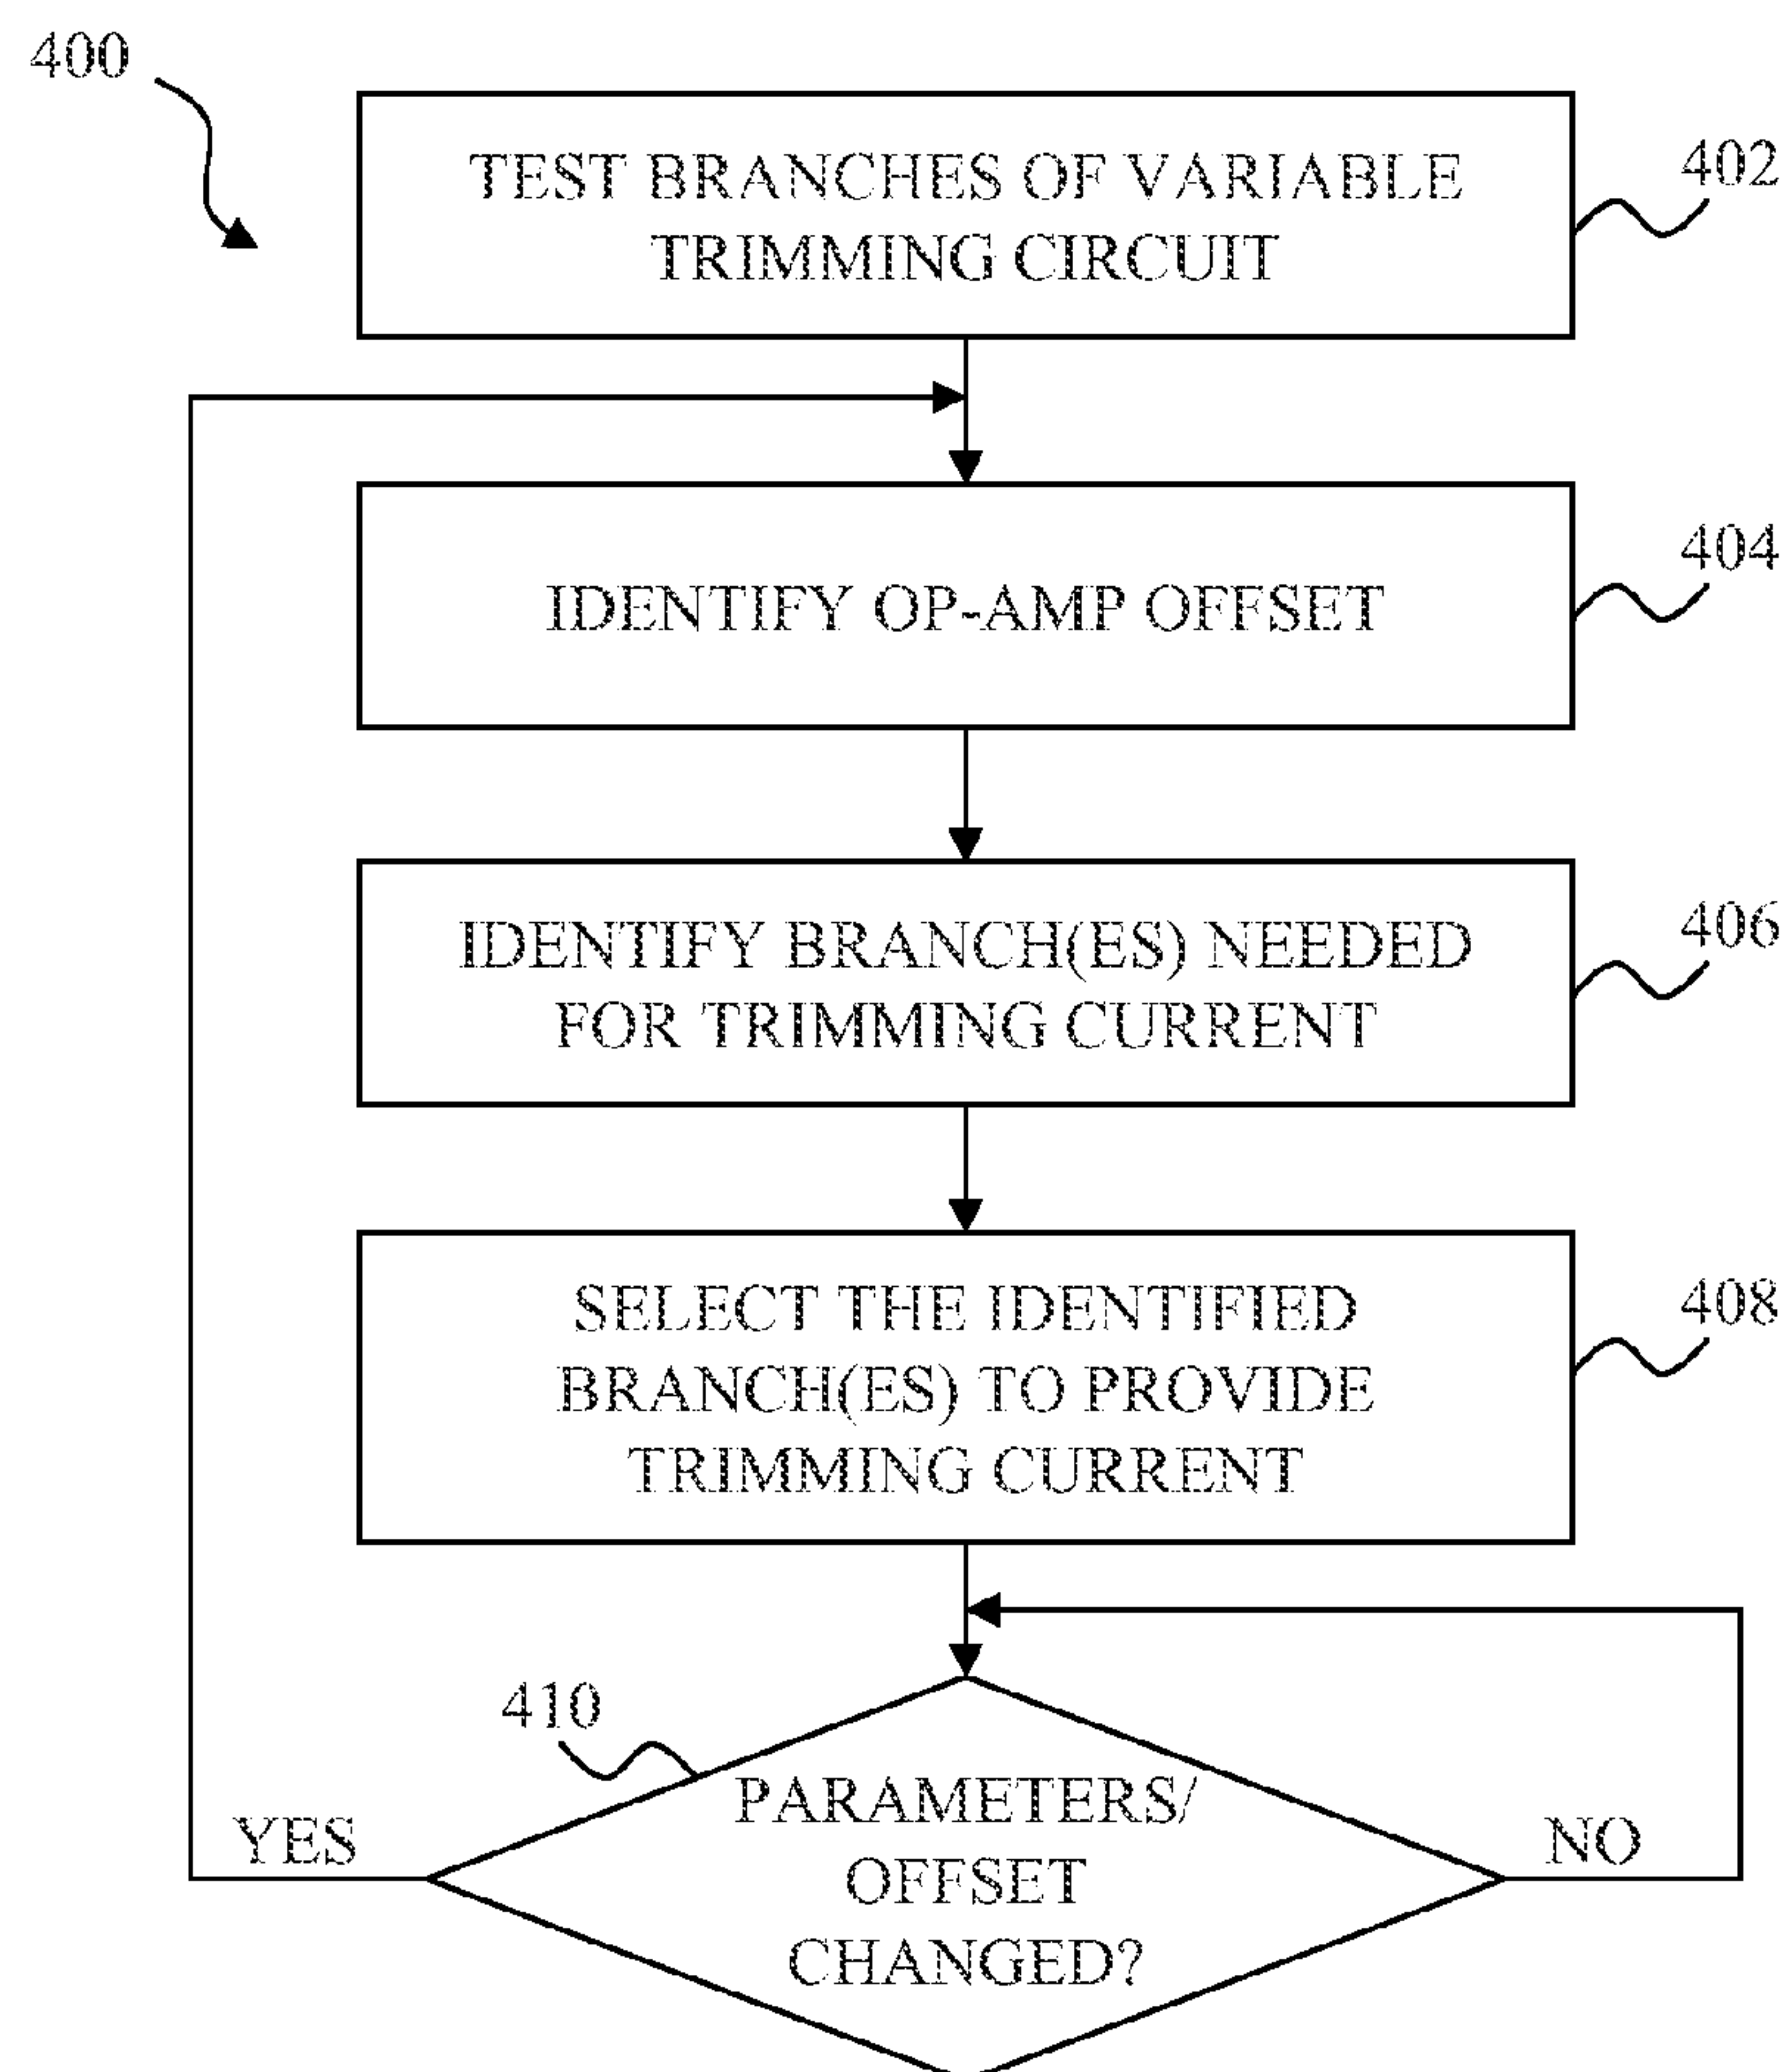 400
TEST BRANCHES OF VARIABLE
TRIMMING CIRCUIT
402
IDENTIFY OP-AMP OFFSET
404
IDENTIFY BRANCH(ES) NEEDED
FOR TRIMMING CURRENT
406
SELECT THE IDENTIFIED
BRANCH(ES) TO PROVIDE
TRIMMING CURRENT
408
410
PARAMETERS/
OFFSET
CHANGED?
YES
NO